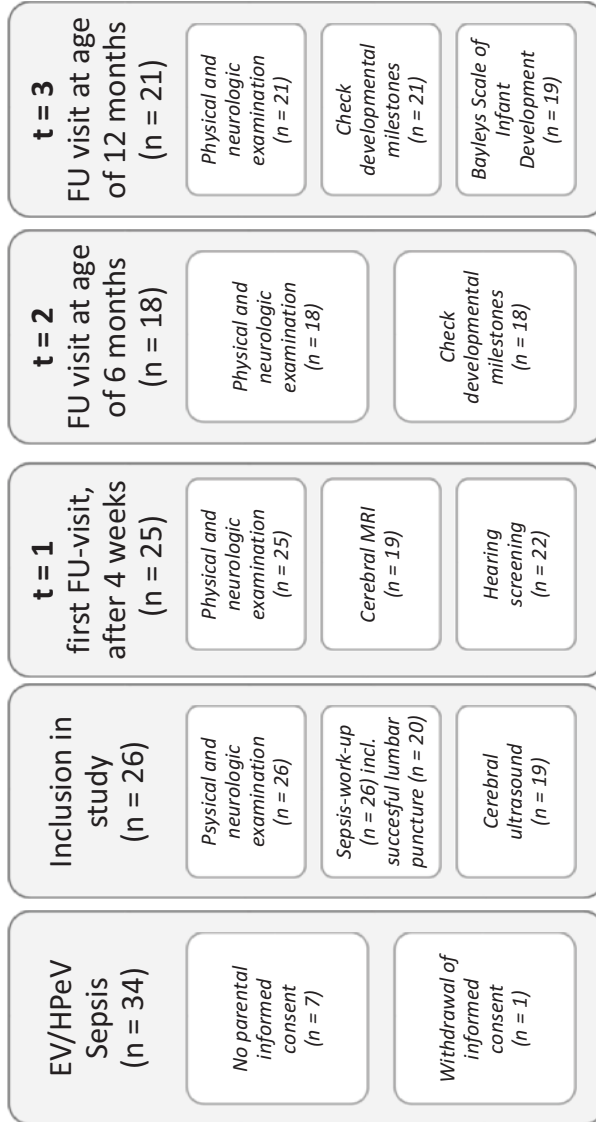 EV/HPeV
Sepsis
(n = 34)
No parental
informed
consent
(n = 7)
Withdrawal of
informed
consent
(n = 1)
Inclusion in
study
(n = 26)
Psysical and
neurologic
examination
(n = 26)
Sepsis-work-up
(n = 26) incl.
succesful lumbar
puncture (n = 20)
Cerebral
ultrasound
(n = 19)
t = 1
first FU-visit,
after 4 weeks
(n = 25)
Physical and
neurologic
examination
(n = 25)
Cerebral MRI
(n = 19)
Hearing
screening
(n = 22)
t = 2
FU visit at age
of 6 months
(n = 18)
Physical and
neurologic
examination
(n = 18)
Check
developmental
milestones
(n = 18)
t = 3
FU visit at age
of 12 months
(n = 21)
Physical and
neurologic
examination
(n = 21)
Check
developmental
milestones
(n = 21)
Bayleys Scale of
Infant
Development
(n = 19)